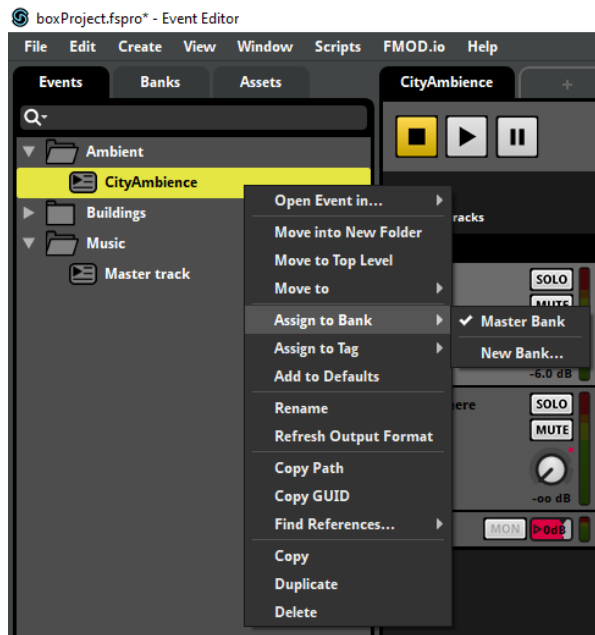 boxProject.fspro* - Event Editor
File Edit Create View Window Scripts FMOD.io Help
Events Banks Assets
CityAmbience +
Ambient
CityAmbience
Buildings
Music
Master track
Open Event in...
Move into New Folder
Move to Top Level
Move to
Assign to Bank
Assign to Tag
Add to Defaults
Rename
Refresh Output Format
Copy Path
Copy GUID
Find References...
Copy
Duplicate
Delete
Master Bank
New Bank...
racks
SOLO
MUTE
-6.0 dB
ere
SOLO
MUTE
-oo dB
MON 0dB